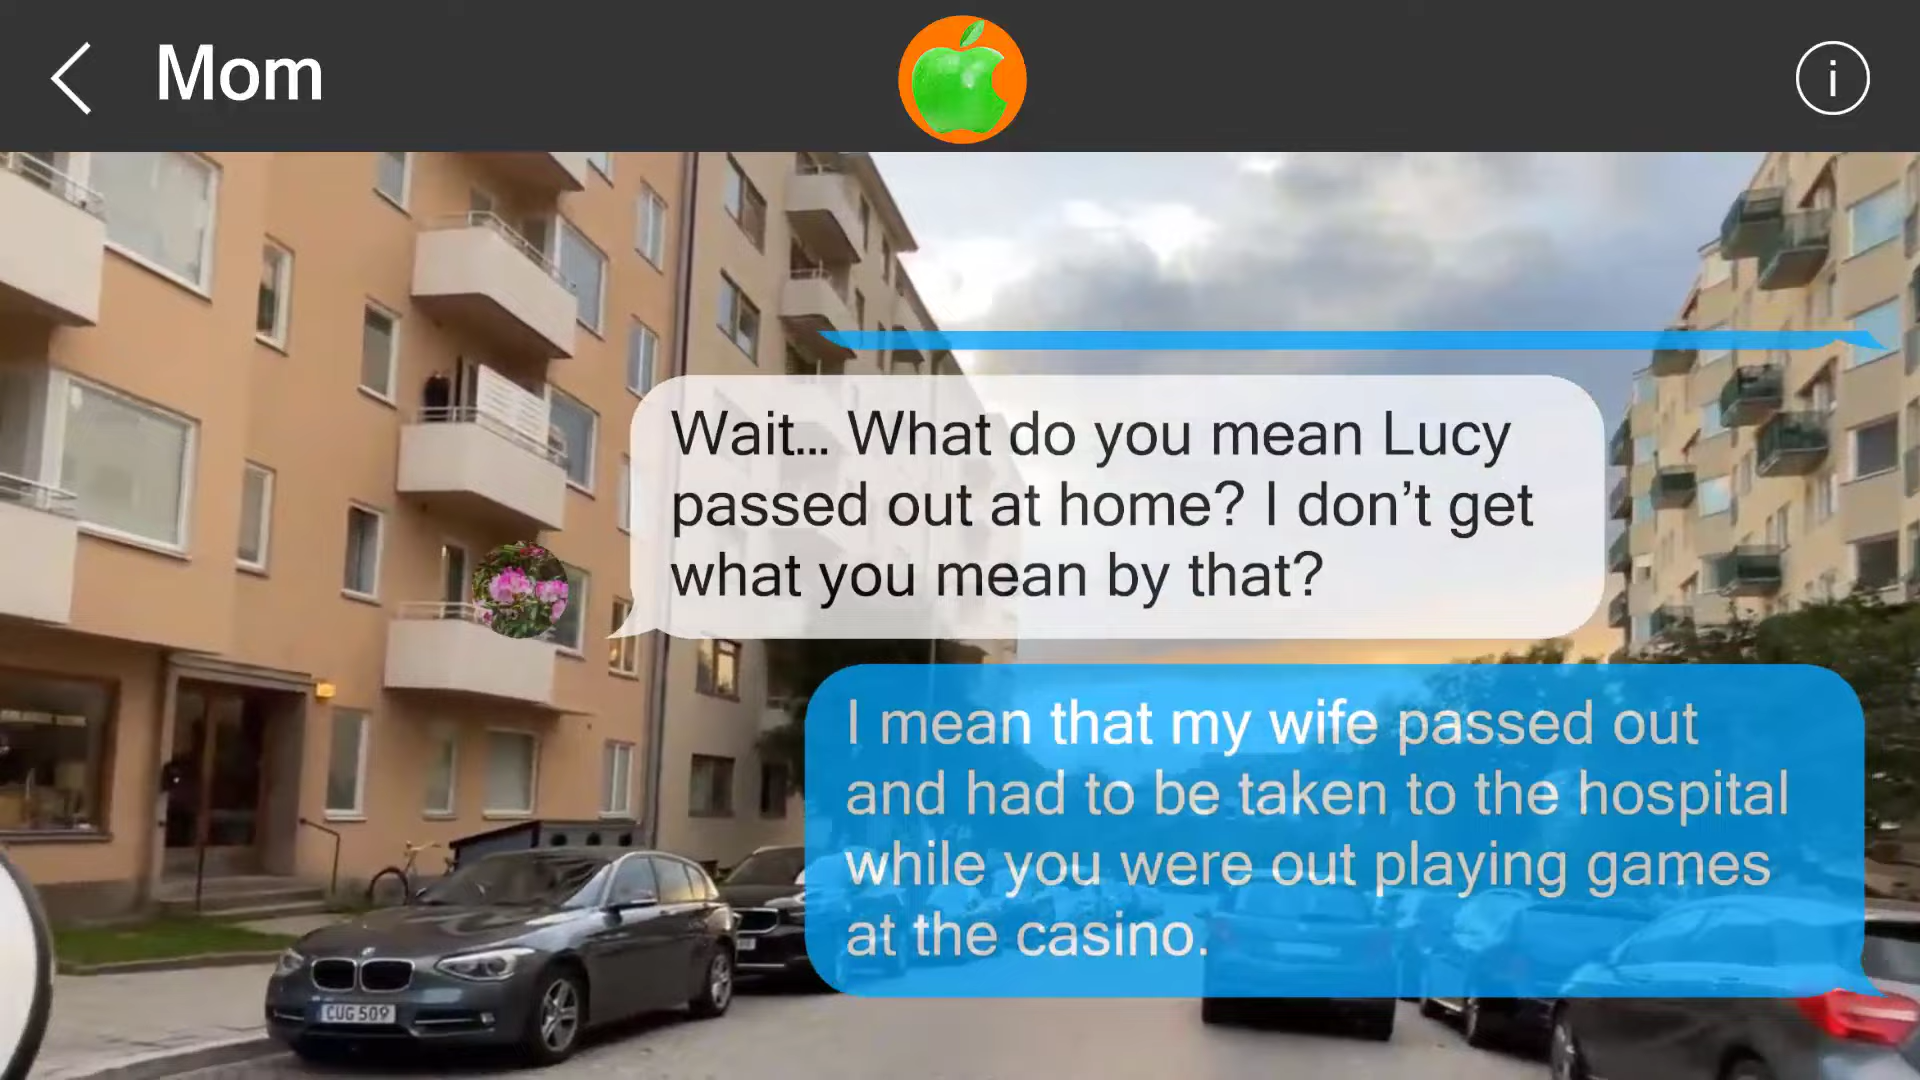 Mom
i
Wait... What do you mean Lucy
passed out at home? I don’t get
what you mean by that?
I mean that my wife passed out
and had to be taken to the hospital
while you were out playing games
at the casino.
CUG 509